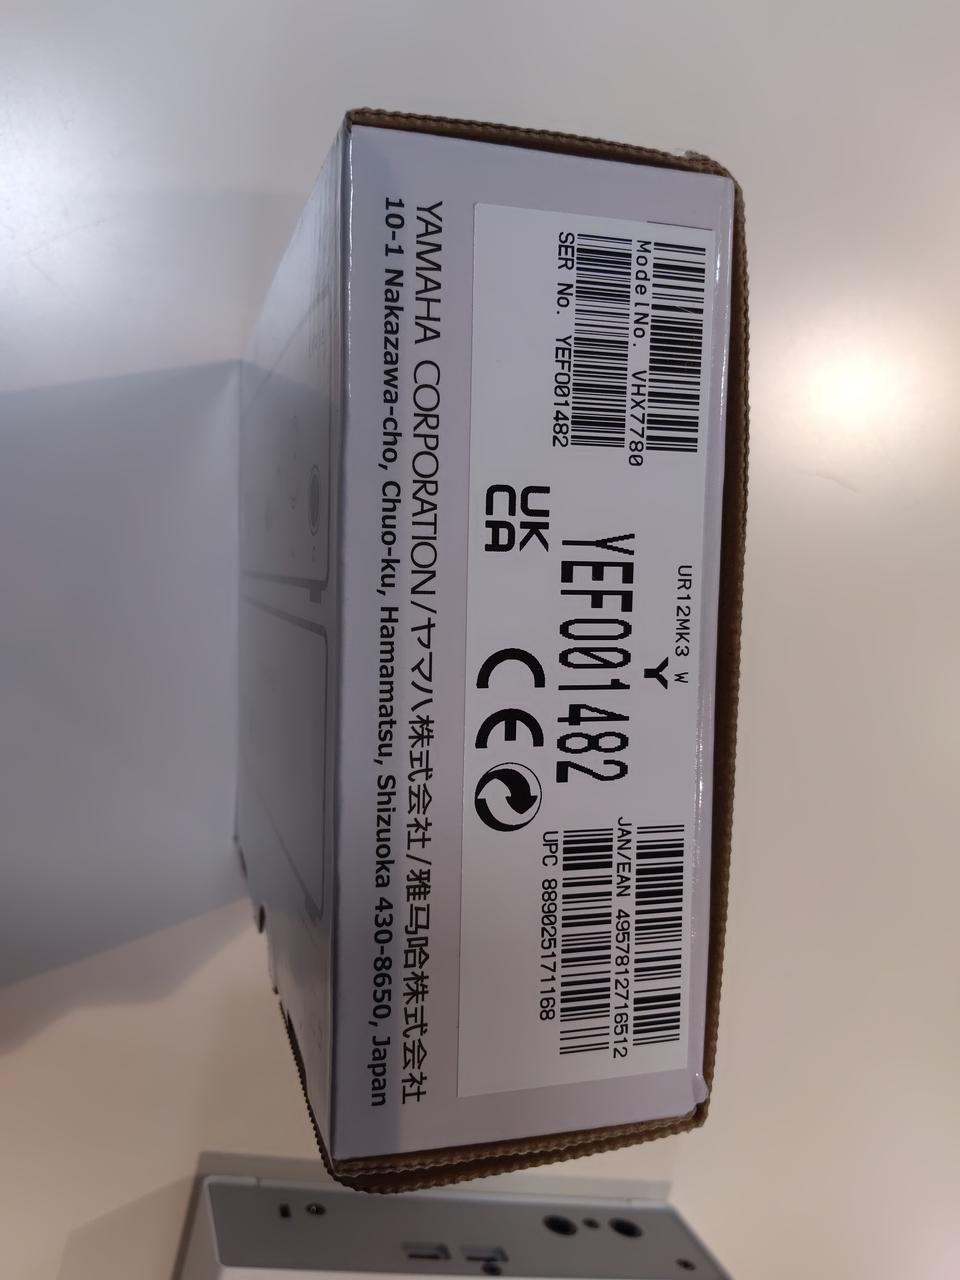 UR12MK3 W
Y
Model No. VHX7780
SER No. YEF001482
YEF001482
JAN/EAN 4957812716512
UPC 889025171168
UK
CA
CE
YAMAHA CORPORATION/ヤマハ株式会社/雅马哈株式会社
10-1 Nakazawa-cho, Chuo-ku, Hamamatsu, Shizuoka 430-8650, Japan